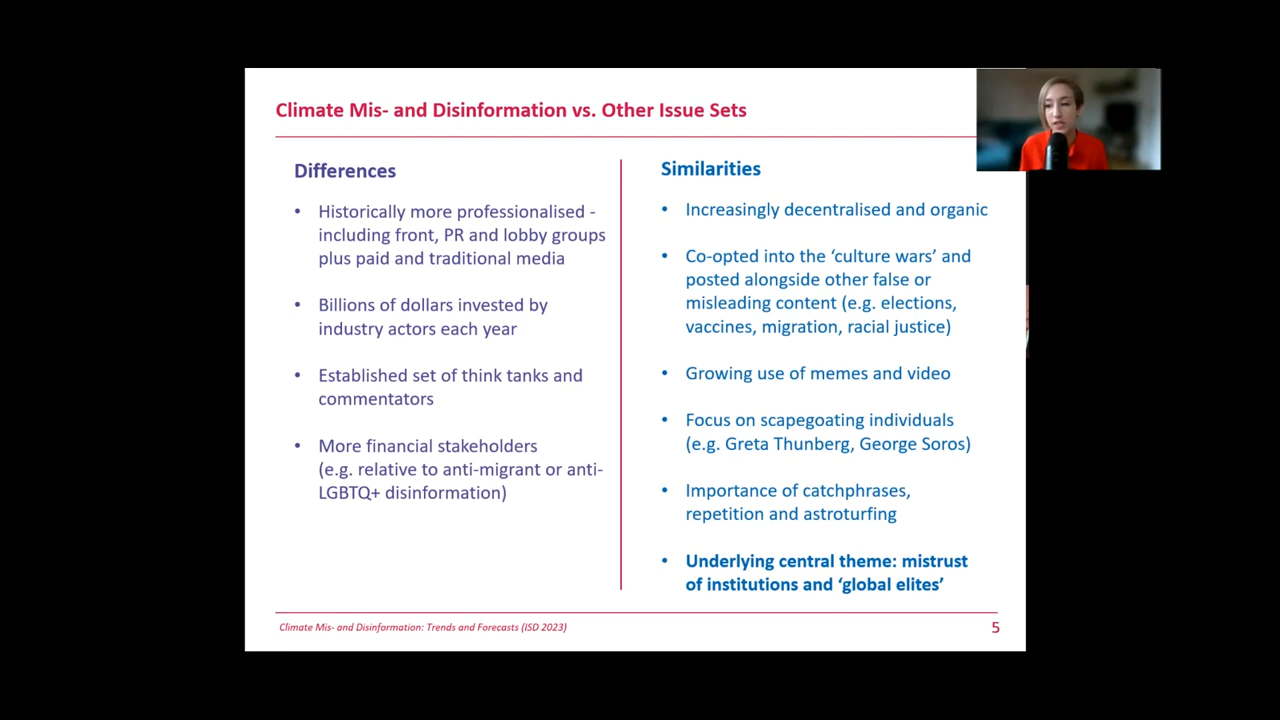 Climate Mis- and Disinformation vs. Other Issue Sets
Differences
• Historically more professionalised -
including front, PR and lobby groups
plus paid and traditional media
• Billions of dollars invested by
industry actors each year
• Established set of think tanks and
commentators
• More financial stakeholders
(e.g. relative to anti-migrant or anti-
LGBTQ+ disinformation)
Similarities
• Increasingly decentralised and organic
• Co-opted into the ‘culture wars’ and
posted alongside other false or
misleading content (e.g. elections,
vaccines, migration, racial justice)
• Growing use of memes and video
• Focus on scapegoating individuals
(e.g. Greta Thunberg, George Soros)
• Importance of catchphrases,
repetition and astroturfing
• Underlying central theme: mistrust
of institutions and ‘global elites’
Climate Mis- and Disinformation: Trends and Forecasts (ISD 2023)
5